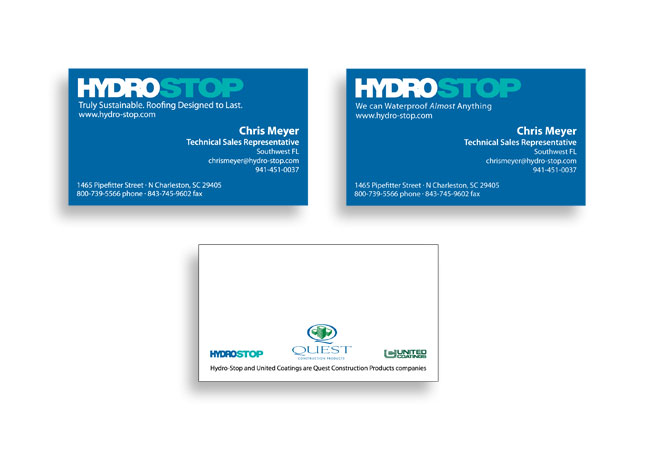 HYDROSTOP
Truly Sustainable. Roofing Designed to Last.
www.hydro-stop.com
Chris Meyer
Technical Sales Representative
Southwest FL
chrismeyer@hydro-stop.com
941-451-0037
1465 Pipefitter Street · N Charleston, SC 29405
800-739-5566 phone · 843-745-9602 fax
HYDROSTOP
We can Waterproof Almost Anything
www.hydro-stop.com
Chris Meyer
Technical Sales Representative
Southwest FL
chrismeyer@hydro-stop.com
941-451-0037
1465 Pipefitter Street · N Charleston, SC 29405
800-739-5566 phone · 843-745-9602 fax
HYDROSTOP
QUEST
CONSTRUCTION PRODUCTS
UNITED
COATINGS
Hydro-Stop and United Coatings are Quest Construction Products companies